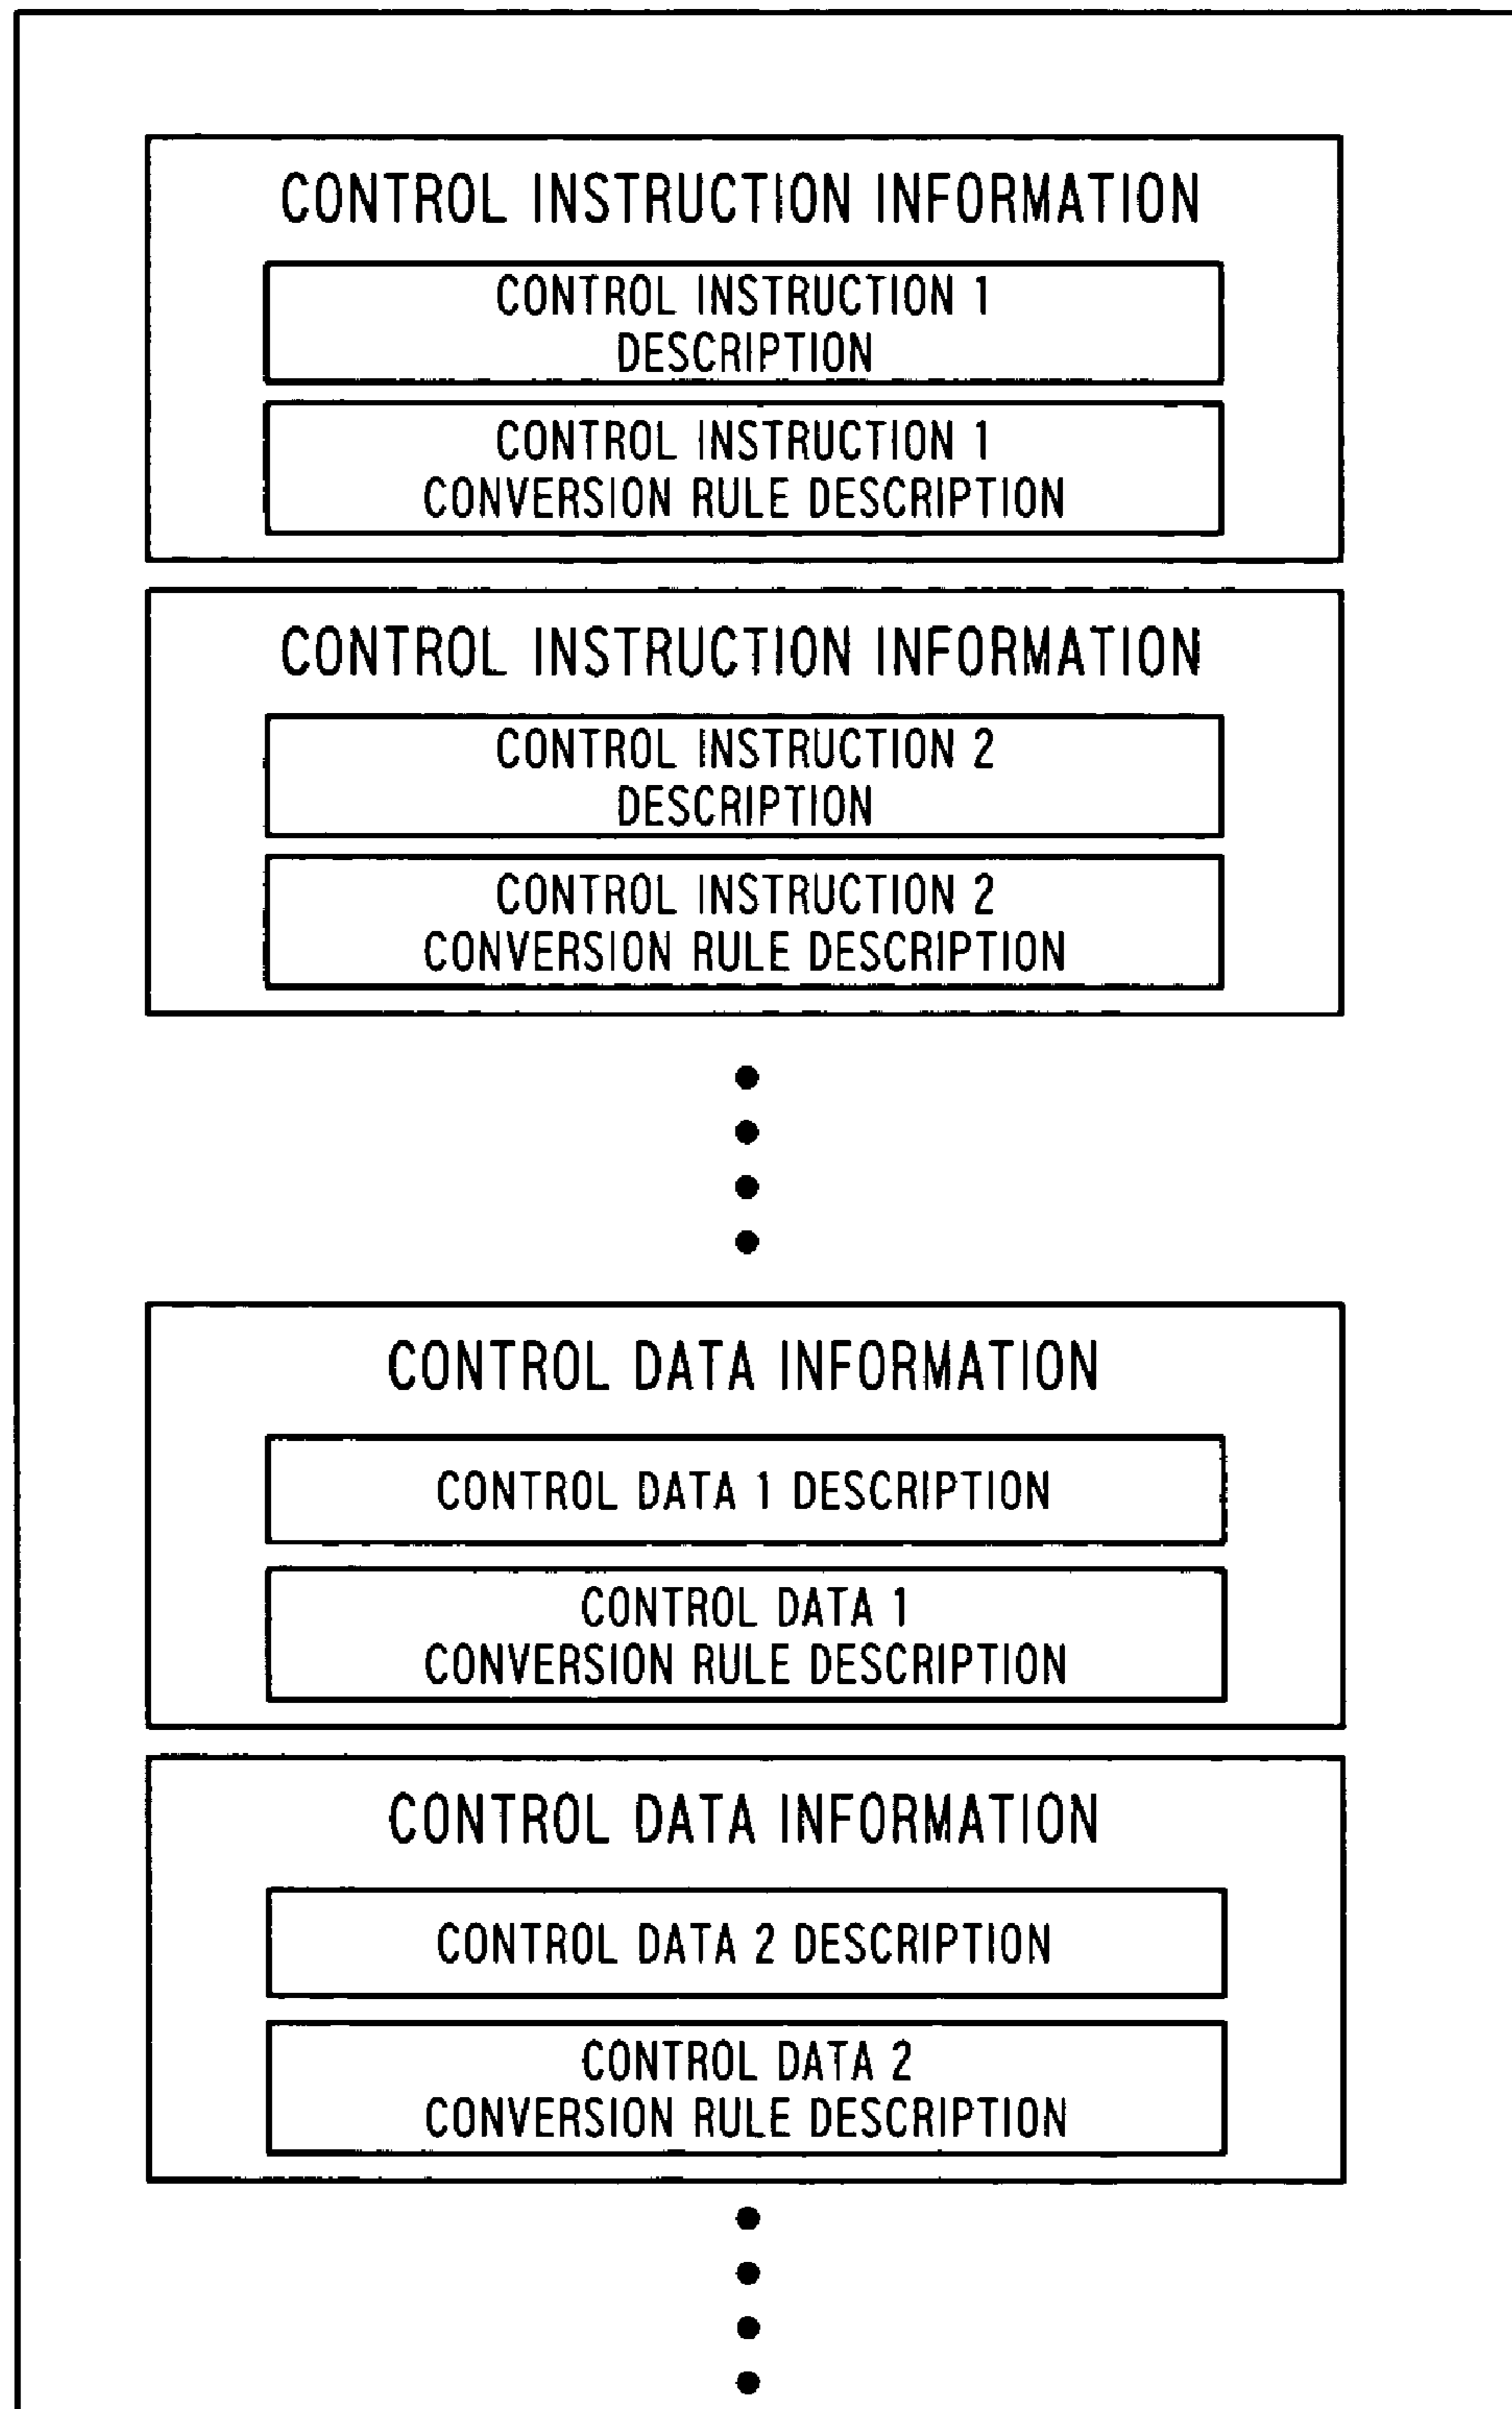 CONTROL INSTRUCTION INFORMATION
CONTROL INSTRUCTION 1
DESCRIPTION
CONTROL INSTRUCTION 1
CONVERSION RULE DESCRIPTION
CONTROL INSTRUCTION INFORMATION
CONTROL INSTRUCTION 2
DESCRIPTION
CONTROL INSTRUCTION 2
CONVERSION RULE DESCRIPTION
CONTROL DATA INFORMATION
CONTROL DATA 1 DESCRIPTION
CONTROL DATA 1
CONVERSION RULE DESCRIPTION
CONTROL DATA INFORMATION
CONTROL DATA 2 DESCRIPTION
CONTROL DATA 2
CONVERSION RULE DESCRIPTION